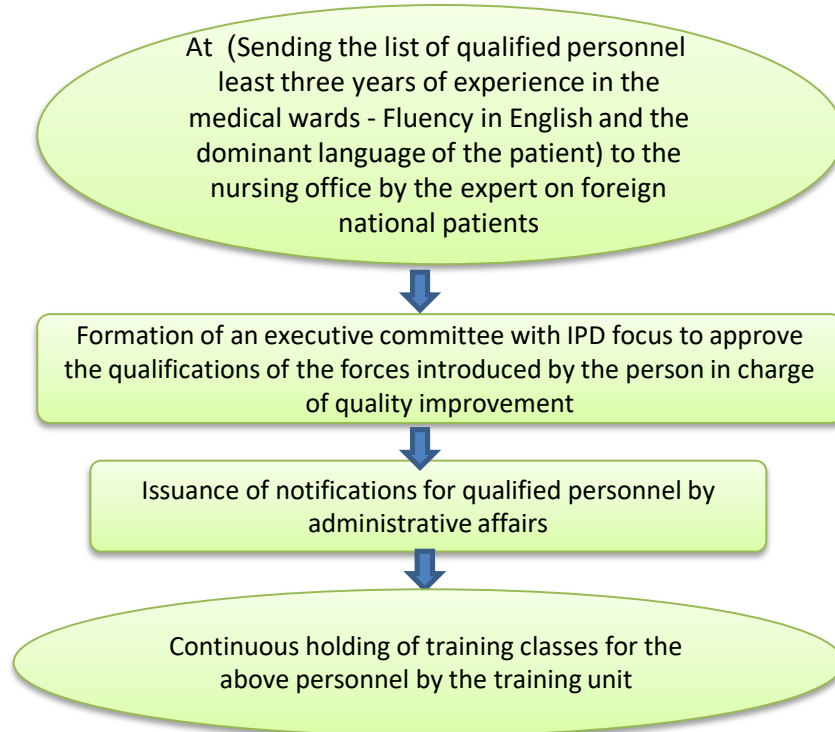 At (Sending the list of qualified personnel
least three years of experience in the
medical wards - Fluency in English and the
dominant language of the patient) to the
nursing office by the expert on foreign
national patients
Formation of an executive committee with IPD focus to approve
the qualifications of the forces introduced by the person in charge
of quality improvement
Issuance of notifications for qualified personnel by
administrative affairs
Continuous holding of training classes for the
above personnel by the training unit